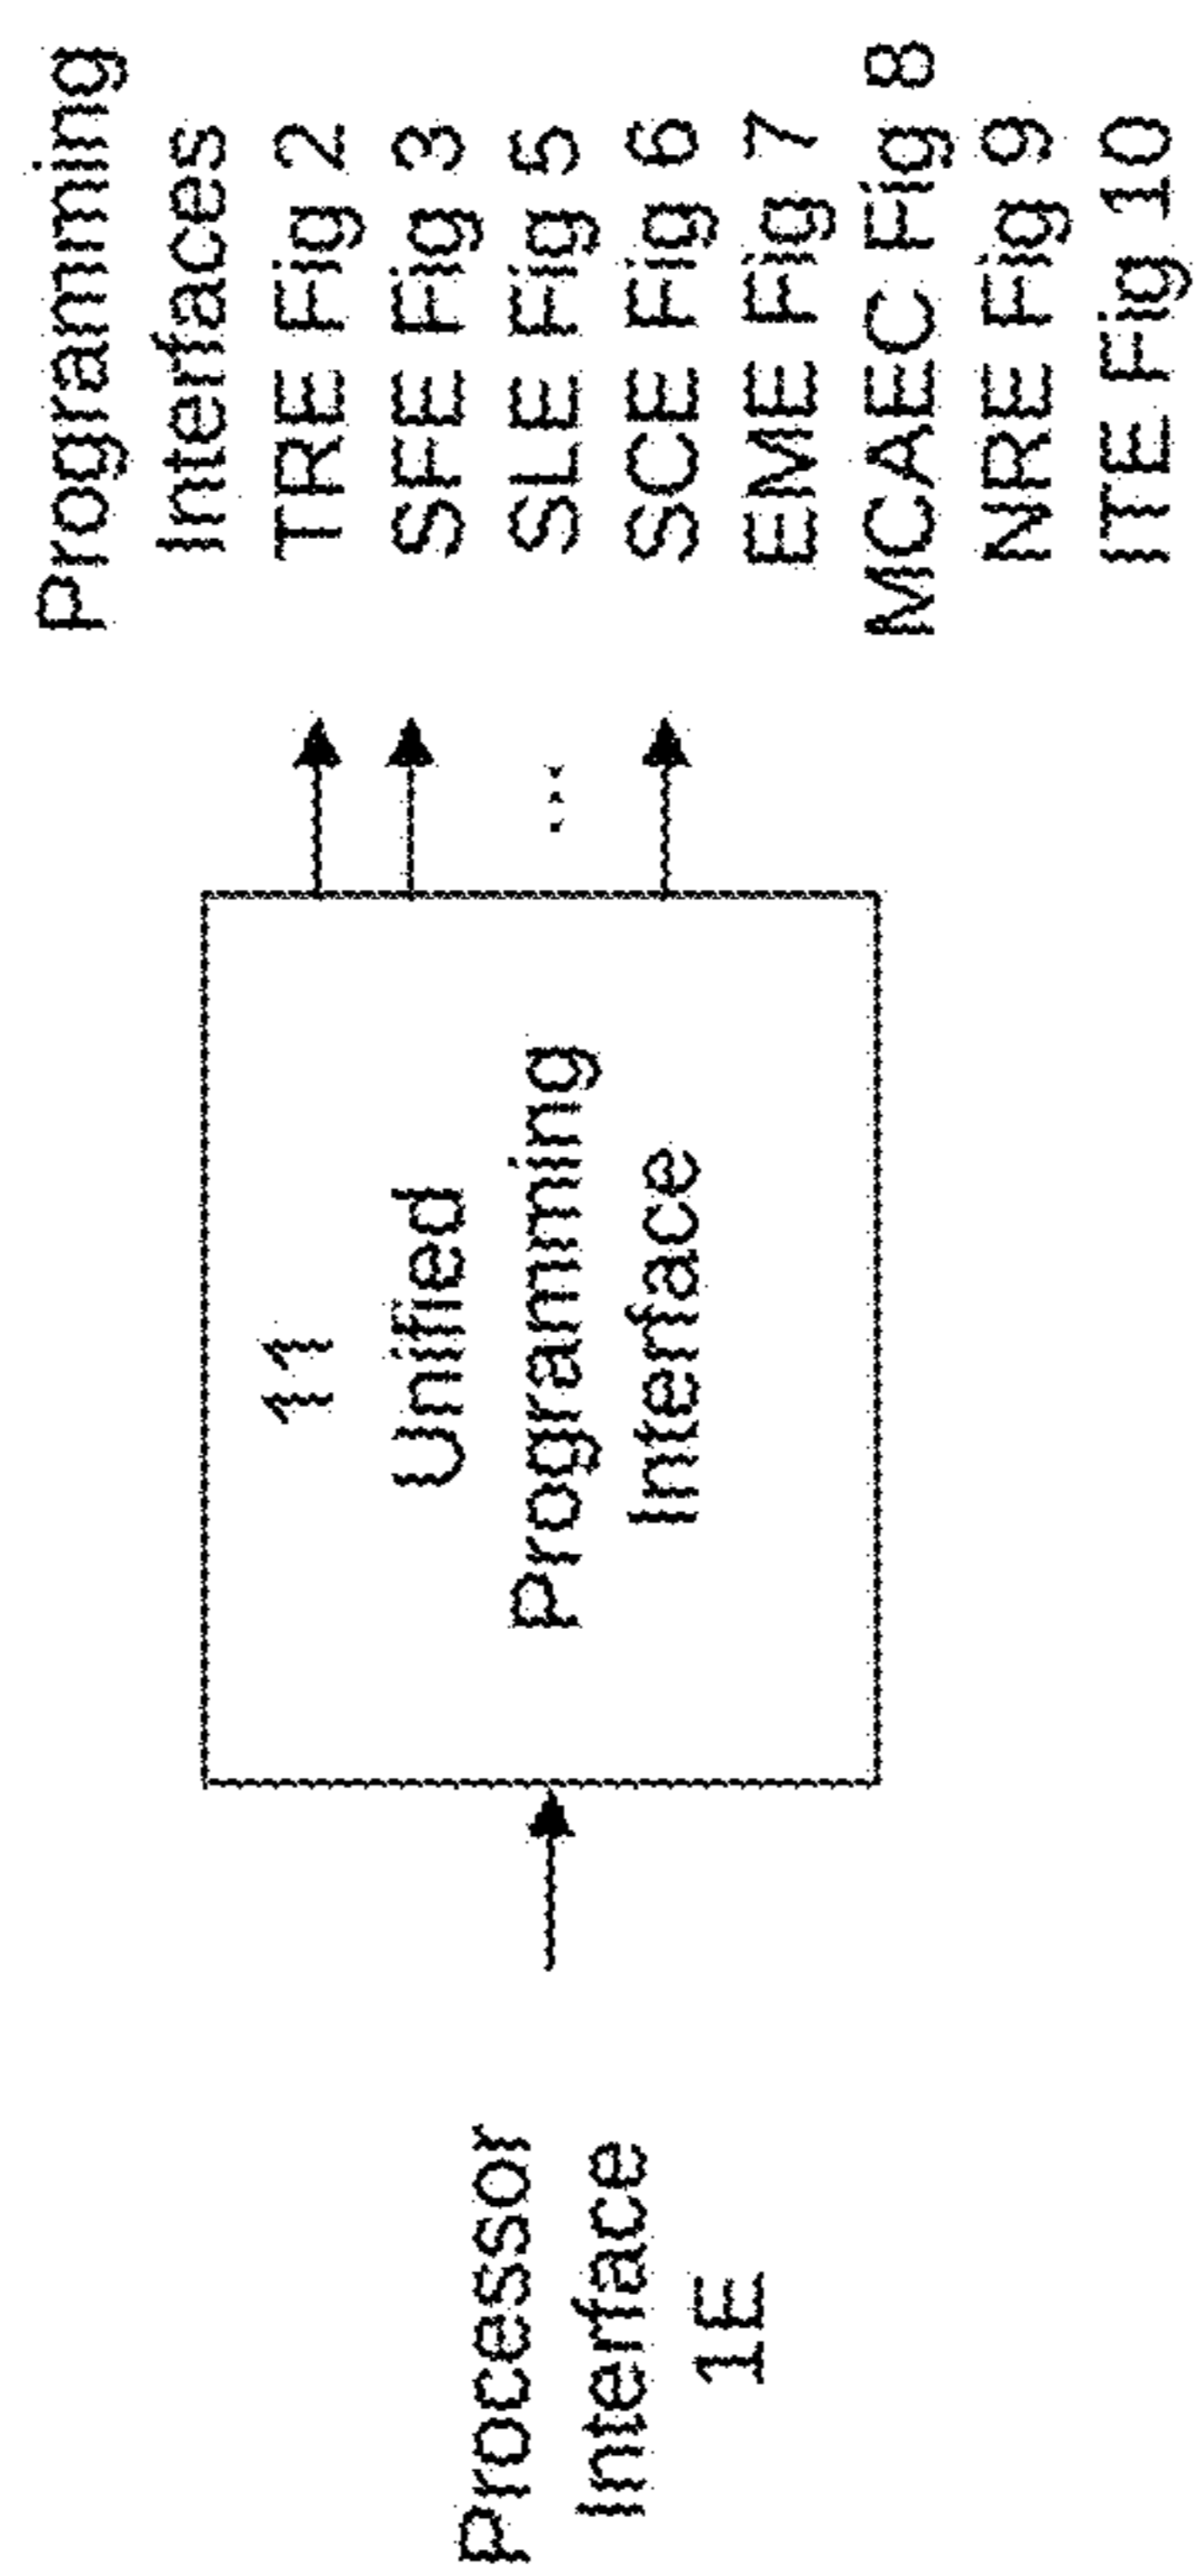 Processor
Interface
1E
11
Unified
Programming
Interface
Programming
Interfaces
TRE Fig 2
SFE Fig 3
SLE Fig 5
SCE Fig 6
EME Fig 7
MCAEC Fig 8
NRE Fig 9
ITE Fig 10